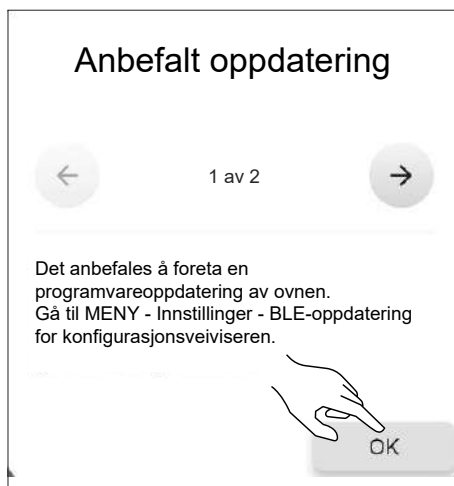 Anbefalt oppdatering
1 av 2
Det anbefales å foreta en
programvareoppdatering av ovnen.
Gå til MENY - Innstillinger - BLE-oppdatering
for konfigurasjonsveiviseren.
OK